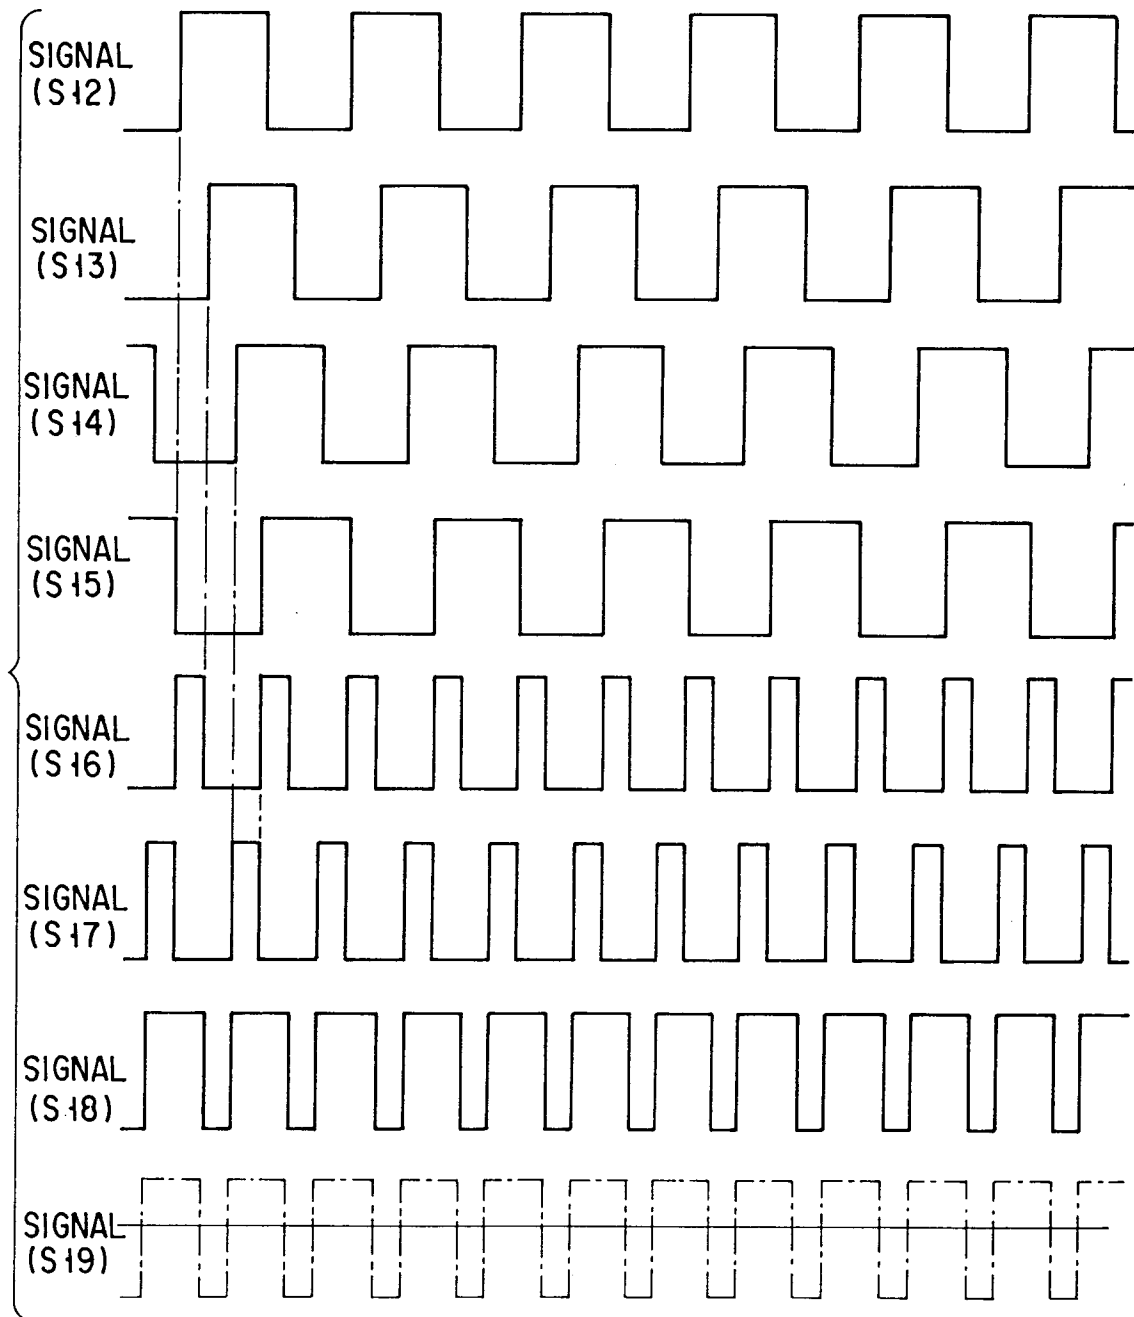 SIGNAL
(S12)
SIGNAL
(S13)
SIGNAL
(S14)
SIGNAL
(S15)
SIGNAL
(S16)
SIGNAL
(S17)
SIGNAL
(S18)
SIGNAL
(S19)